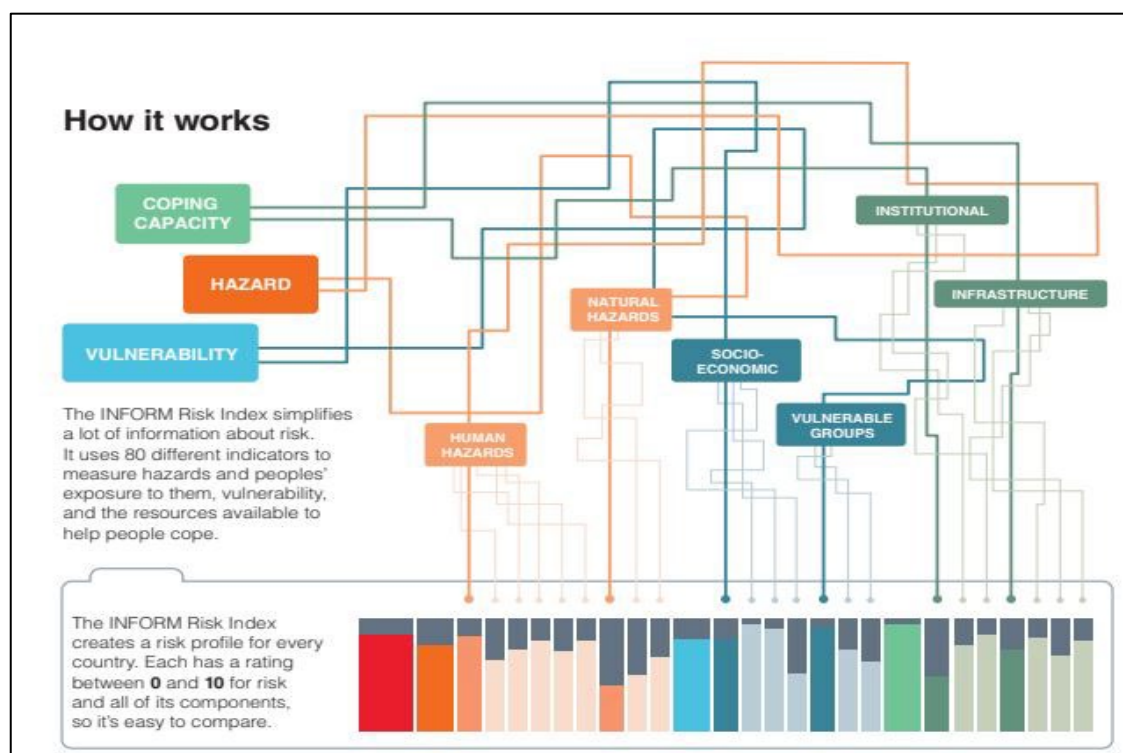 How it works
COPING
CAPACITY
HAZARD
VULNERABILITY
INSTITUTIONAL
INFRASTRUCTURE
NATURAL
HAZARDS
SOCIO-
ECONOMIC
VULNERABLE
GROUPS
HUMAN
HAZARDS
The INFORM Risk Index simplifies
a lot of information about risk.
It uses 80 different indicators to
measure hazards and peoples'
exposure to them, vulnerability,
and the resources available to
help people cope.
The INFORM Risk Index
creates a risk profile for every
country. Each has a rating
between 0 and 10 for risk
and all of its components,
so it's easy to compare.